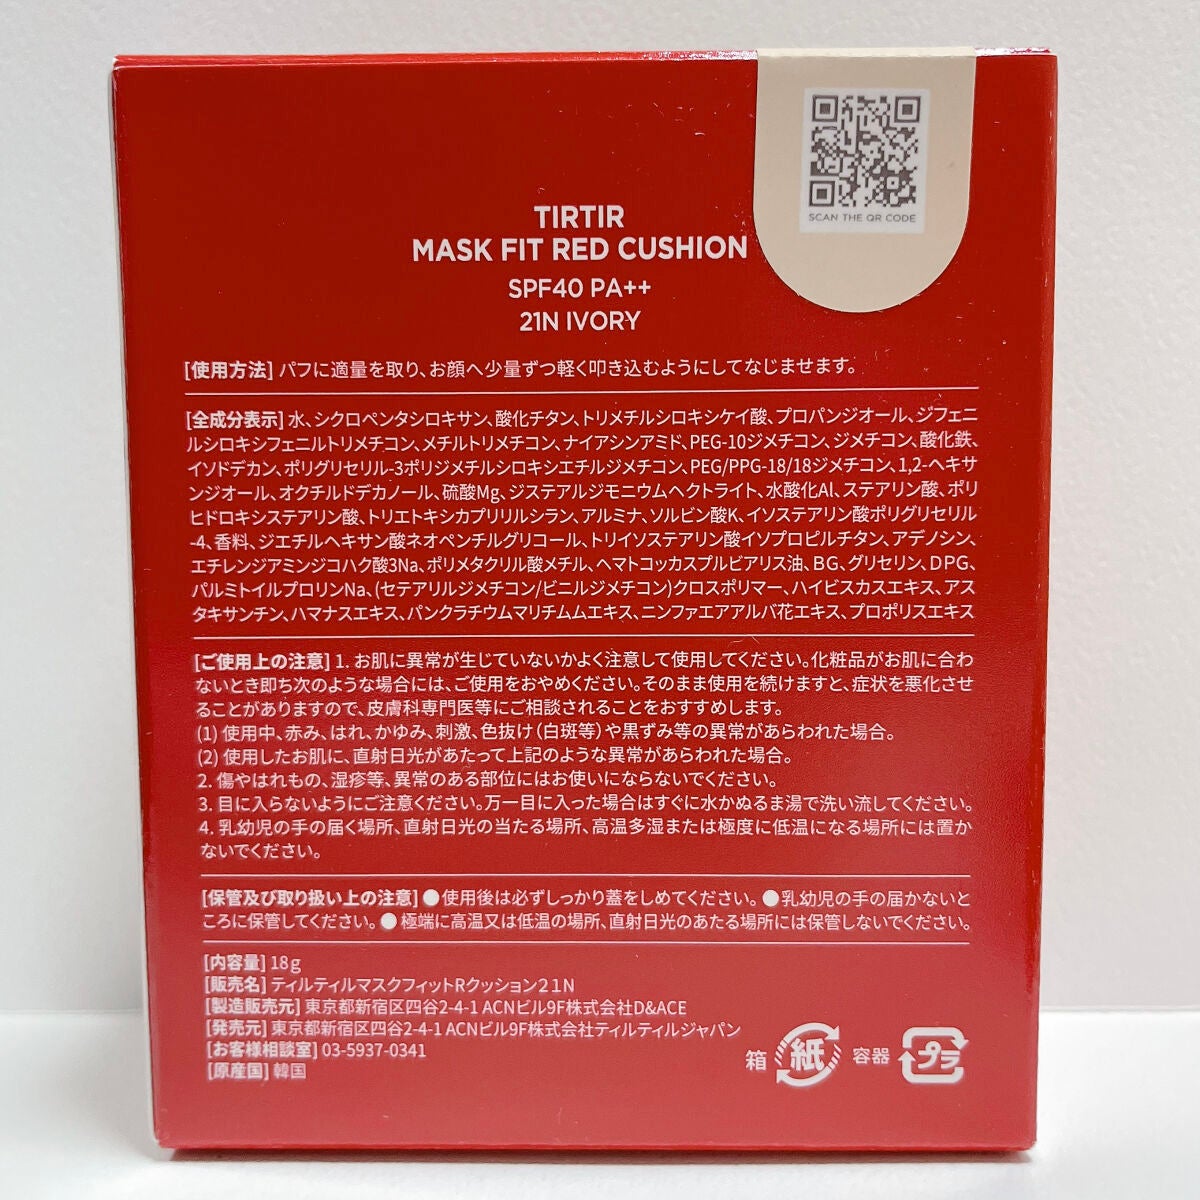 SCAN THE QR CODE
TIRTIR
MASK FIT RED CUSHION
SPF40 PA++
21N IVORY
[使用方法] パフに適量を取り、お顔へ少量ずつ軽く叩き込むようにしてなじませます。
[全成分表示] 水、シクロペンタシロキサン、酸化チタン、トリメチルシロキシケイ酸、プロパンジオール、ジフェニ
ルシロキシフェニルトリメチコン、メチルトリメチコン、ナイアシンアミド、PEG-10ジメチコン、ジメチコン、酸化鉄、
イソドデカン、ポリグリセリル-3ポリジメチルシロキシエチルジメチコン、PEG/PPG-18/18ジメチコン、1,2-ヘキサ
ンジオール、オクチルドデカノール、硫酸Mg、ジステアルジモニウムヘクトライト、水酸化Al、ステアリン酸、ポリ
ヒドロキシステアリン酸、トリエトキシカプリリルシラン、アルミナ、ソルビン酸K、イソステアリン酸ポリグリセリル
-4、香料、ジエチルヘキサン酸ネオペンチルグリコール、トリイソステアリン酸イソプロピルチタン、アデノシン、
エチレンジアミンジコハク酸3Na、ポリメタクリル酸メチル、ヘマトコッカスプルビアリス油、BG、グリセリン、DPG、
パルミトイルプロリンNa、(セテアリルジメチコン/ビニルジメチコン)クロスポリマー、ハイビスカスエキス、アス
タキサンチン、ハマナスエキス、パンクラチウムマリチムムエキス、ニンファエアアルバ花エキス、プロポリスエキス
[ご使用上の注意] 1. お肌に異常が生じていないかよく注意して使用してください。化粧品がお肌に合わ
ないとき即ち次のような場合には、ご使用をおやめください。そのまま使用を続けますと、症状を悪化させ
ることがありますので、皮膚科専門医等にご相談されることをおすすめします。
(1) 使用中、赤み、はれ、かゆみ、刺激、色抜け(白斑等)や黒ずみ等の異常があらわれた場合。
(2) 使用したお肌に、直射日光があたって上記のような異常があらわれた場合。
2. 傷やはれもの、湿疹等、異常のある部位にはお使いにならないでください。
3. 目に入らないようにご注意ください。万一目に入った場合はすぐに水かぬるま湯で洗い流してください。
4. 乳幼児の手の届く場所、直射日光の当たる場所、高温多湿または極度に低温になる場所には置か
ないでください。
[保管及び取り扱い上の注意] ●使用後は必ずしっかり蓋をしめてください。●乳幼児の手の届かないと
ころに保管してください。● 極端に高温又は低温の場所、直射日光のあたる場所には保管しないでください。
[内容量] 18g
[販売名] ティルティルマスクフィットRクッション21N
[製造販売元] 東京都新宿区四谷2-4-1 ACNビル9F株式会社D&ACE
[発売元] 東京都新宿区四谷2-4-1 ACNビル9F株式会社ティルティルジャパン
[お客様相談室] 03-5937-0341
[原産国] 韓国
箱 紙 容器 プラ